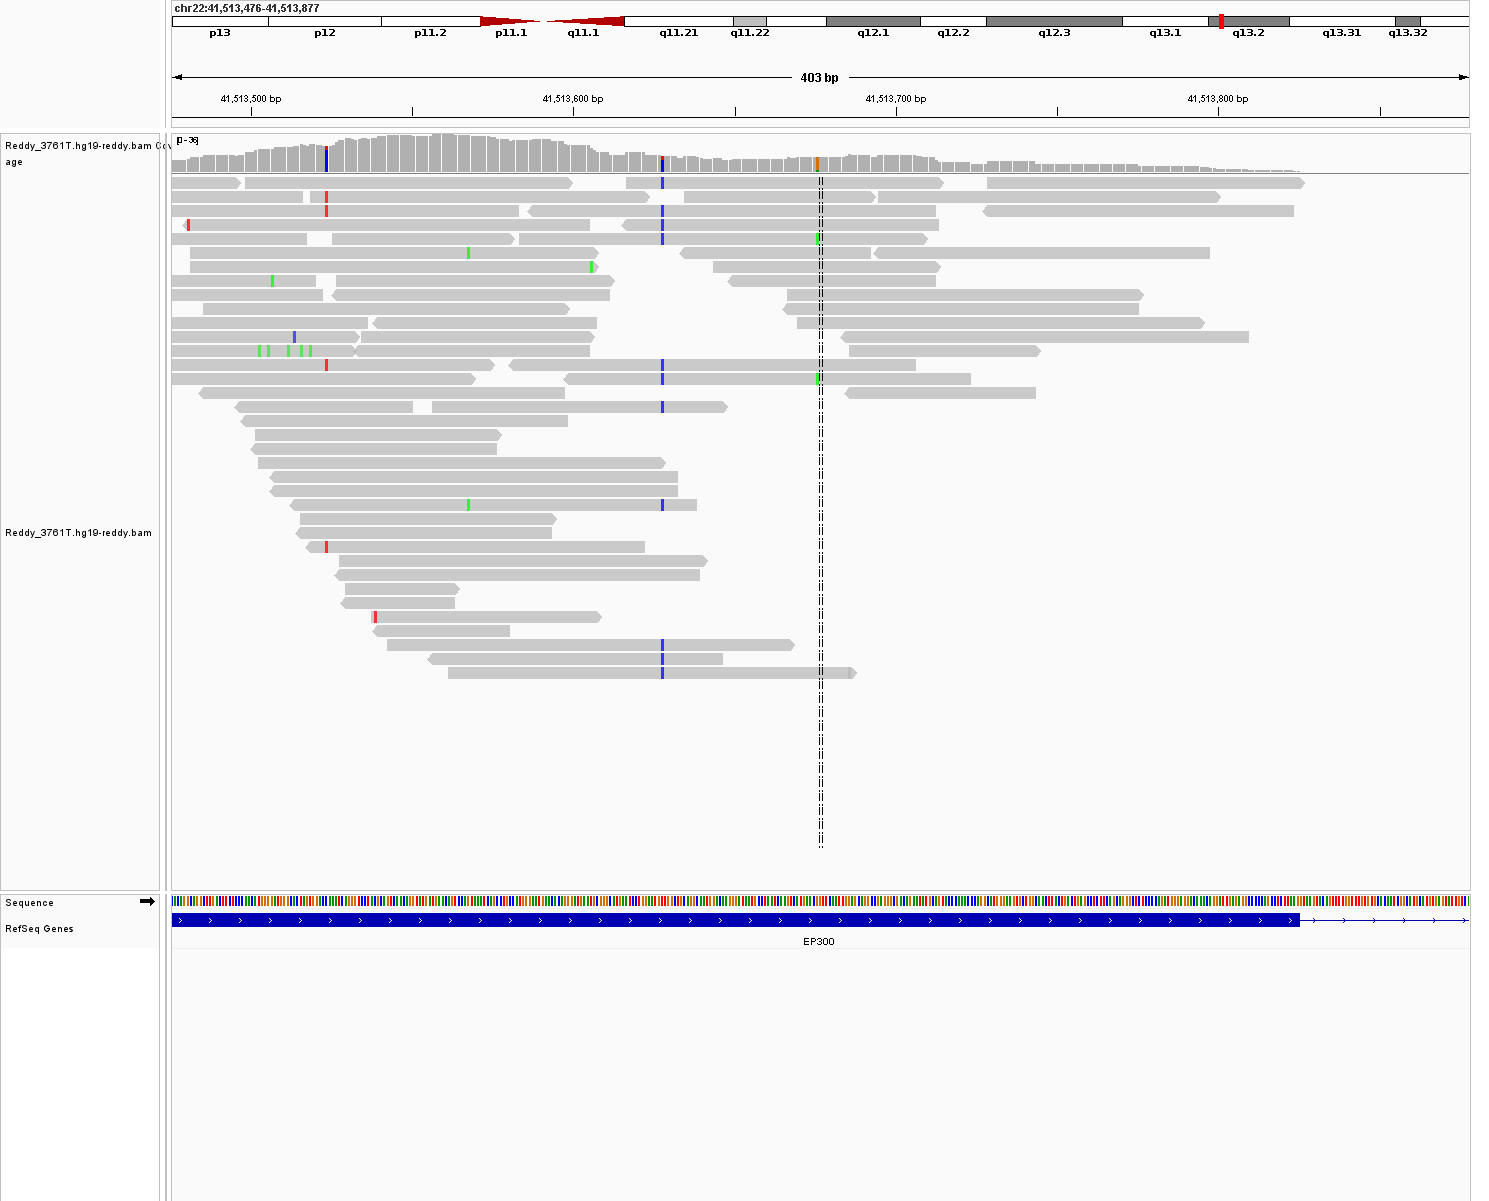 chr22:41,513,476-41,513,877
p13 p12 p11.2 p11.1 q11.1 q11.21 q11.22 q12.1 q12.2 q12.3 q13.1 q13.2 q13.31 q13.32
403 bp
41,513,500 bp 41,513,600 bp 41,513,700 bp 41,513,800 bp
[0-36]
Reddy_3761T.hg19-reddy.bam Cov
age
Reddy_3761T.hg19-reddy.bam
Sequence
RefSeq Genes
EP300